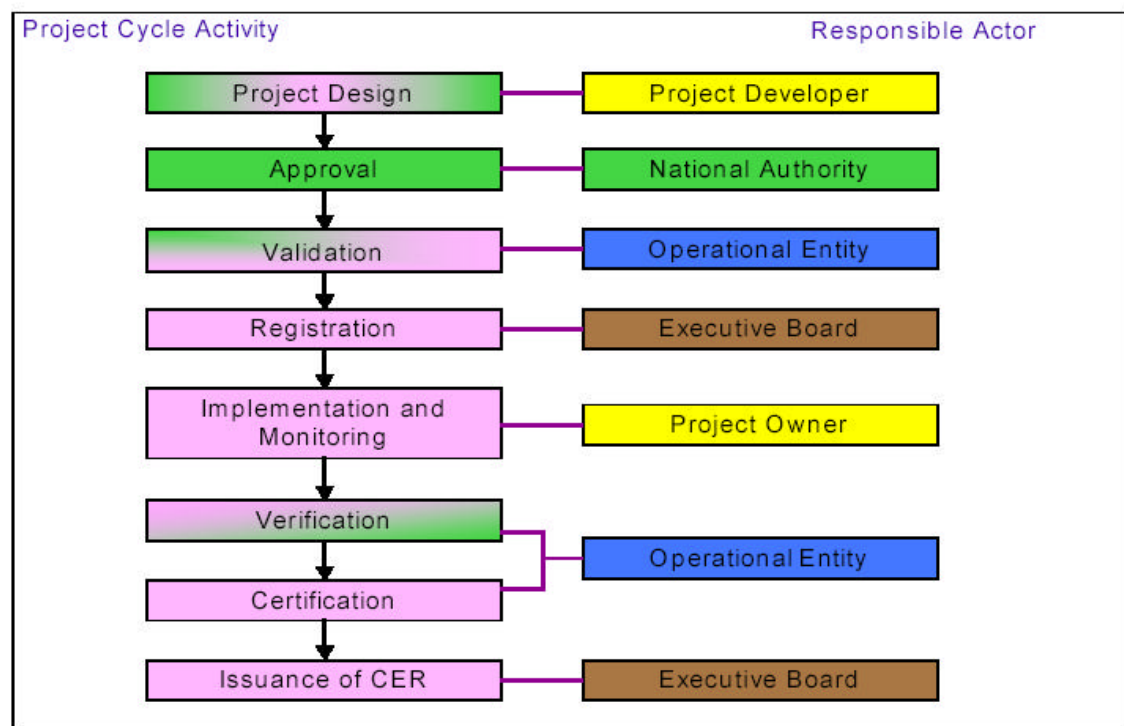 Project Cycle Activity
Responsible Actor
Project Design
Project Developer
Approval
National Authority
Validation
Operational Entity
Registration
Executive Board
Implementation and
Monitoring
Project Owner
Verification
Operational Entity
Certification
Issuance of CER
Executive Board